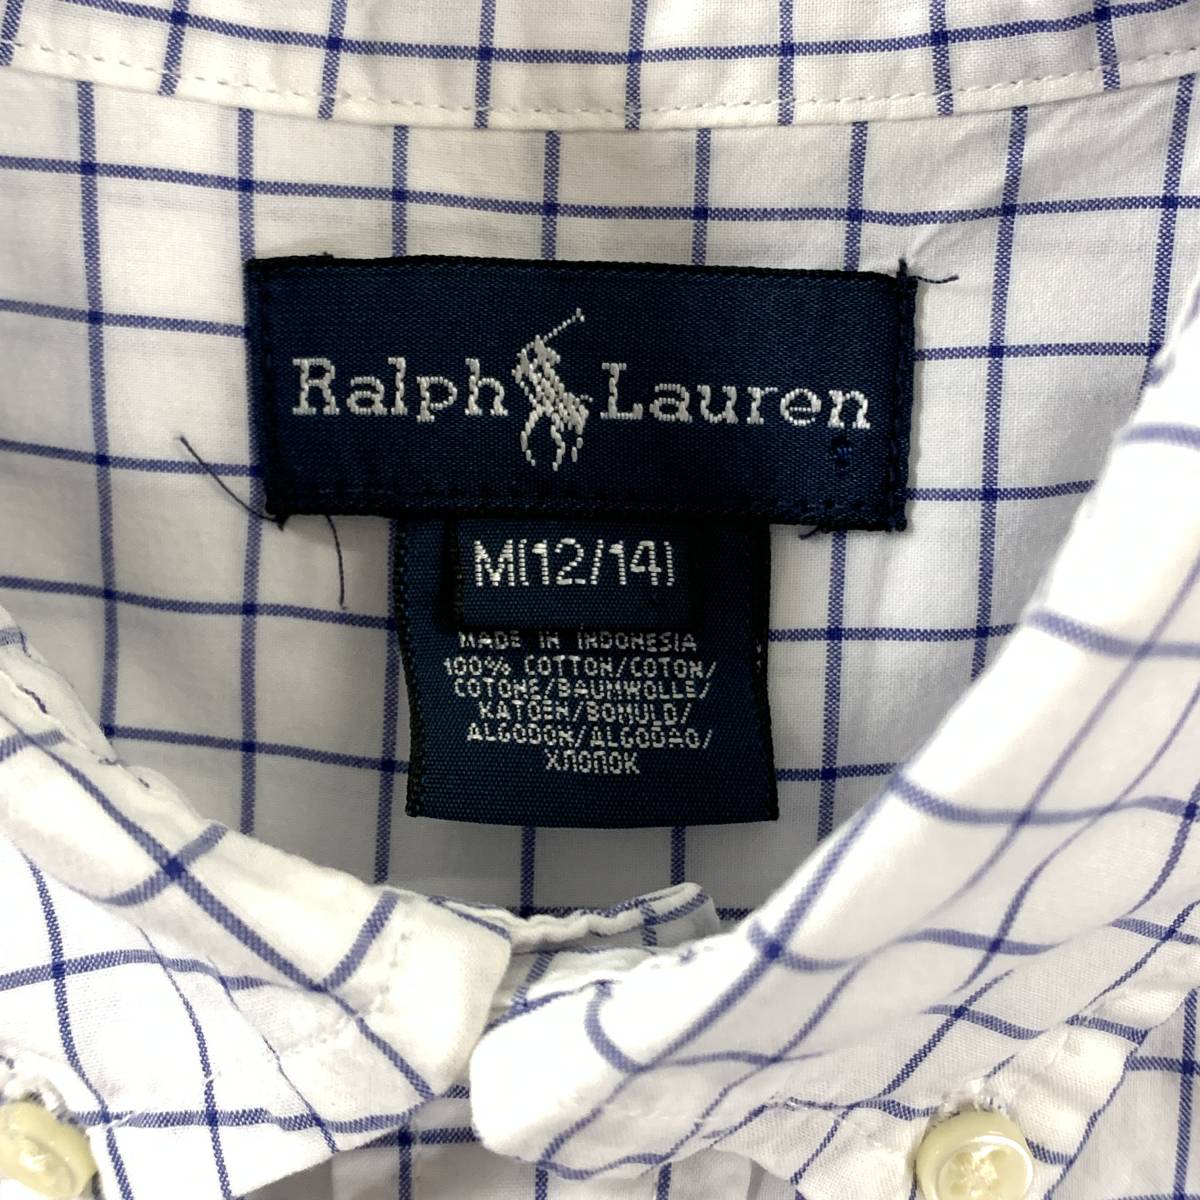 Ralph Lauren
M(12/14)
MADE IN INDONESIA
100% COTTON/COTON/
COTONE/BAUMWOLLE/
KATOEN/BOMULD/
ALGODON/ALGODAO/
ХЛОПОК